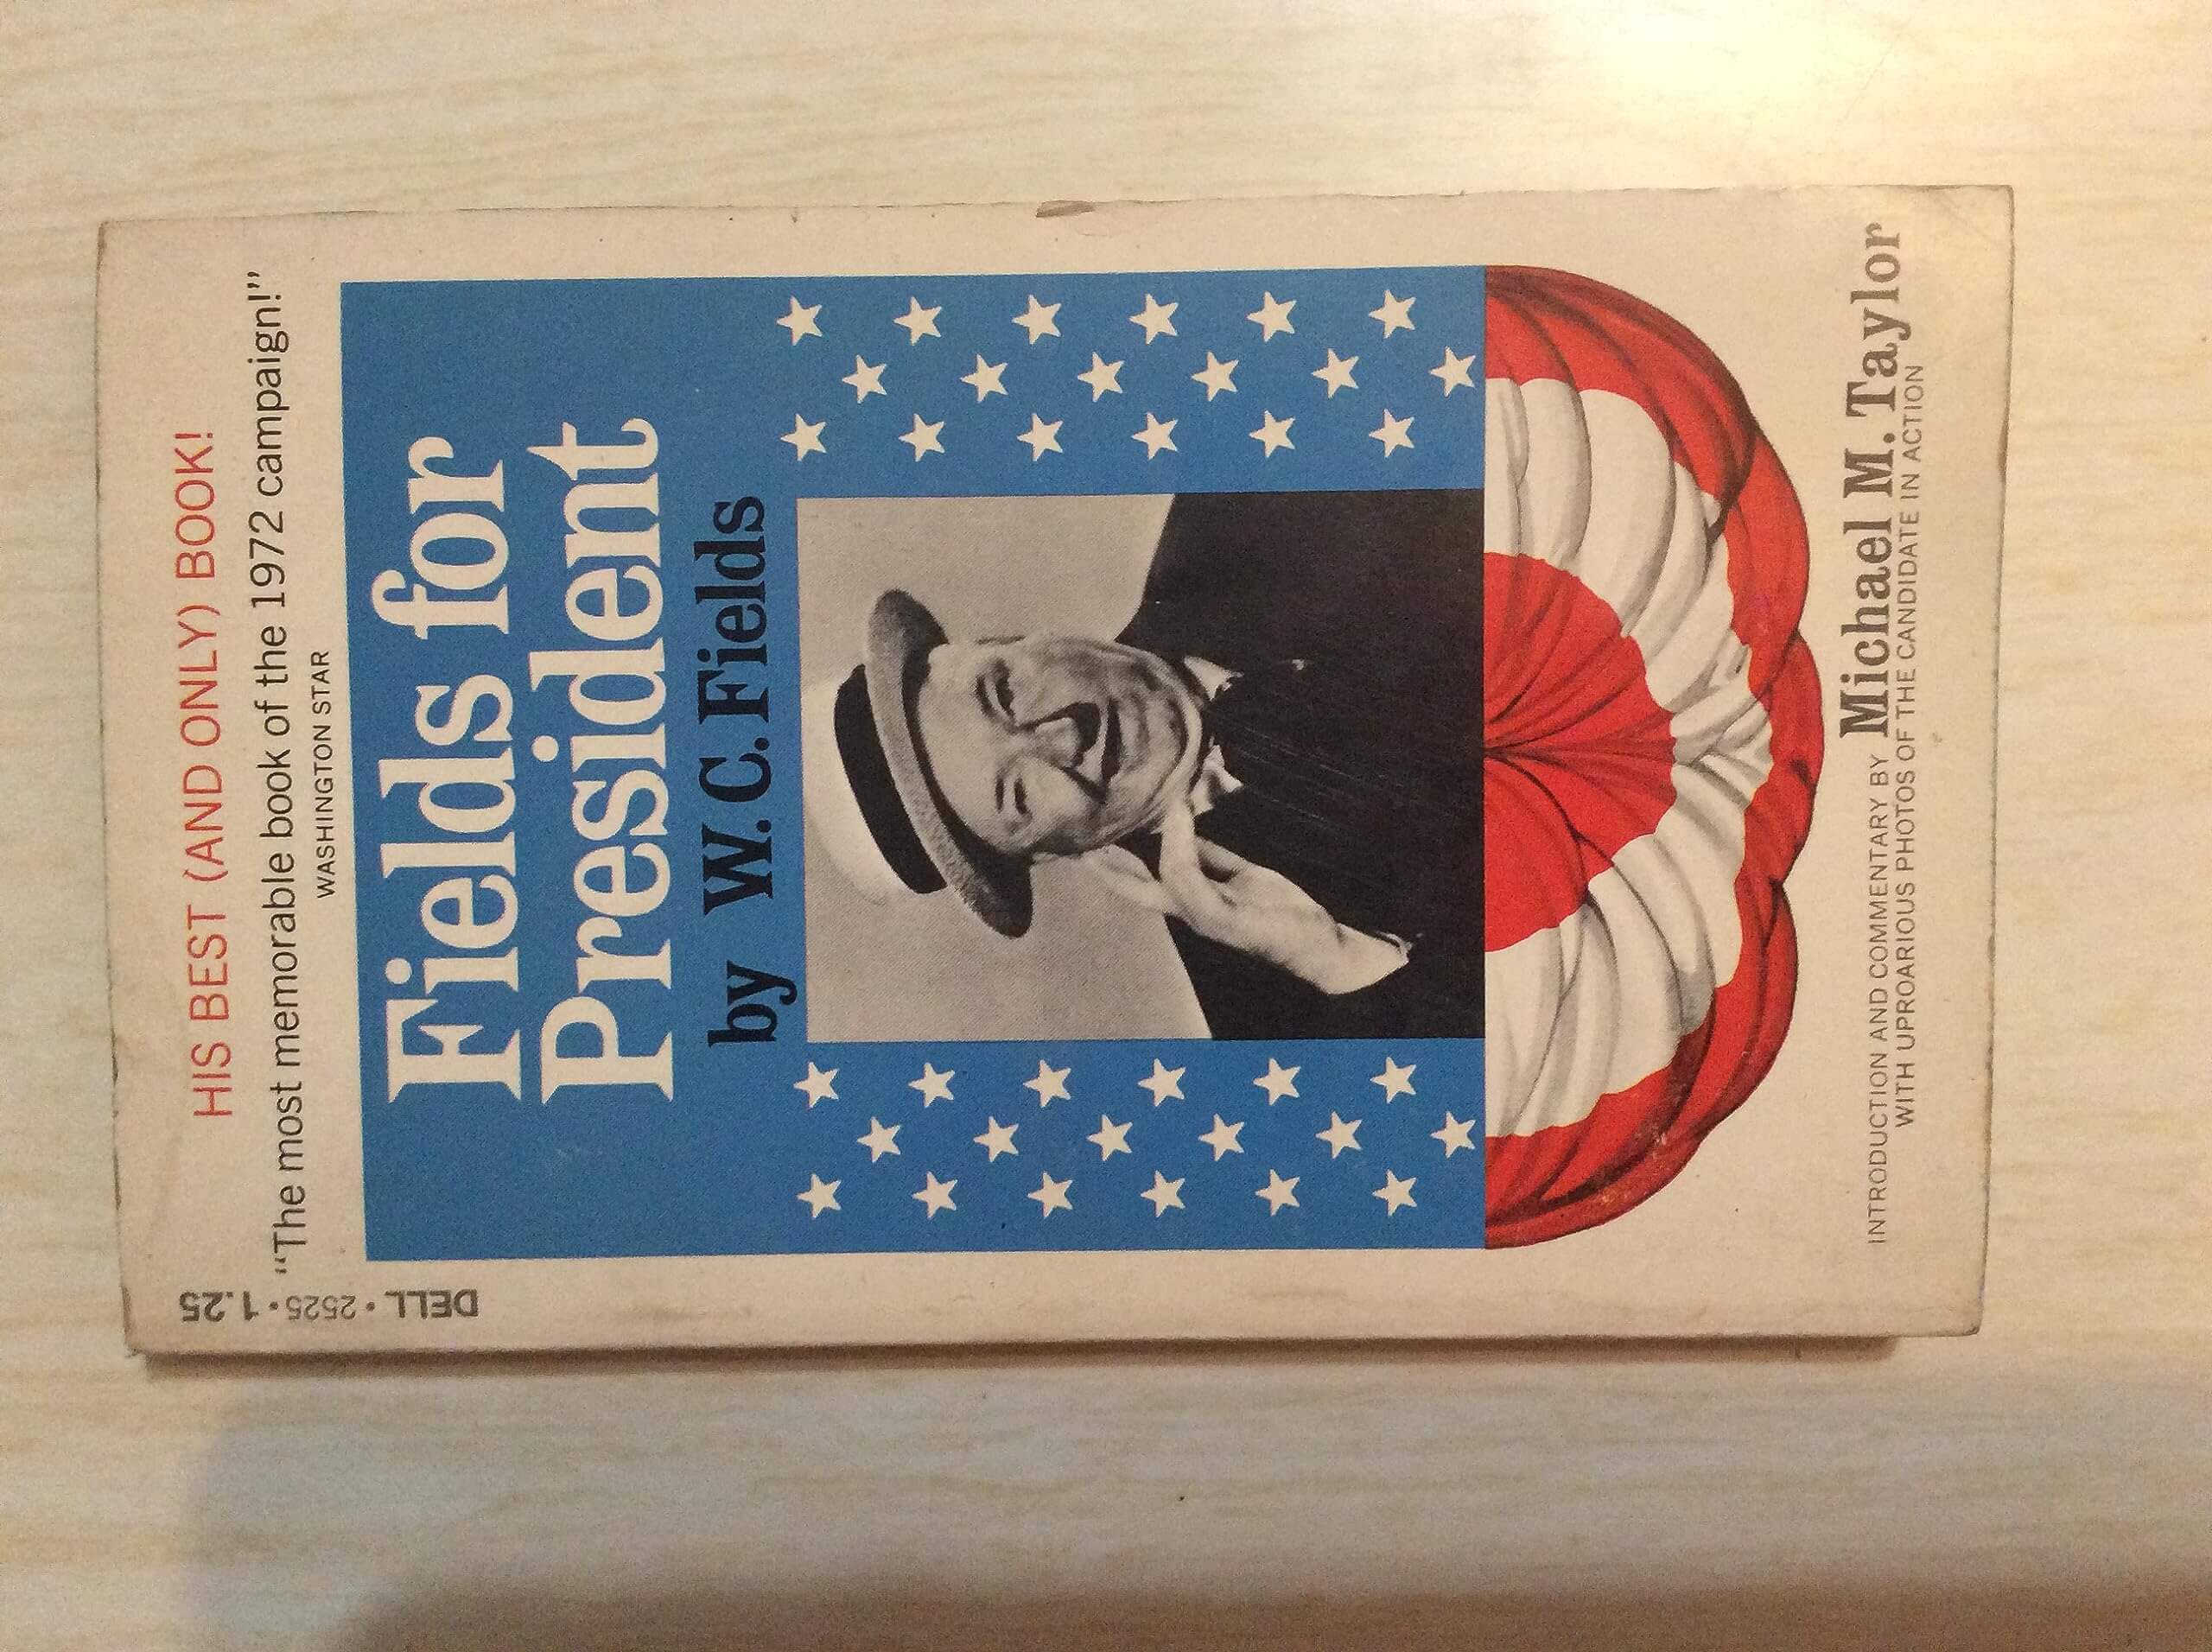 DELL • 2525 • 1.25
HIS BEST (AND ONLY) BOOK!
“The most memorable book of the 1972 campaign!”
WASHINGTON STAR
Fields for
President
by W. C. Fields
INTRODUCTION AND COMMENTARY BY Michael M. Taylor
WITH UPROARIOUS PHOTOS OF THE CANDIDATE IN ACTION